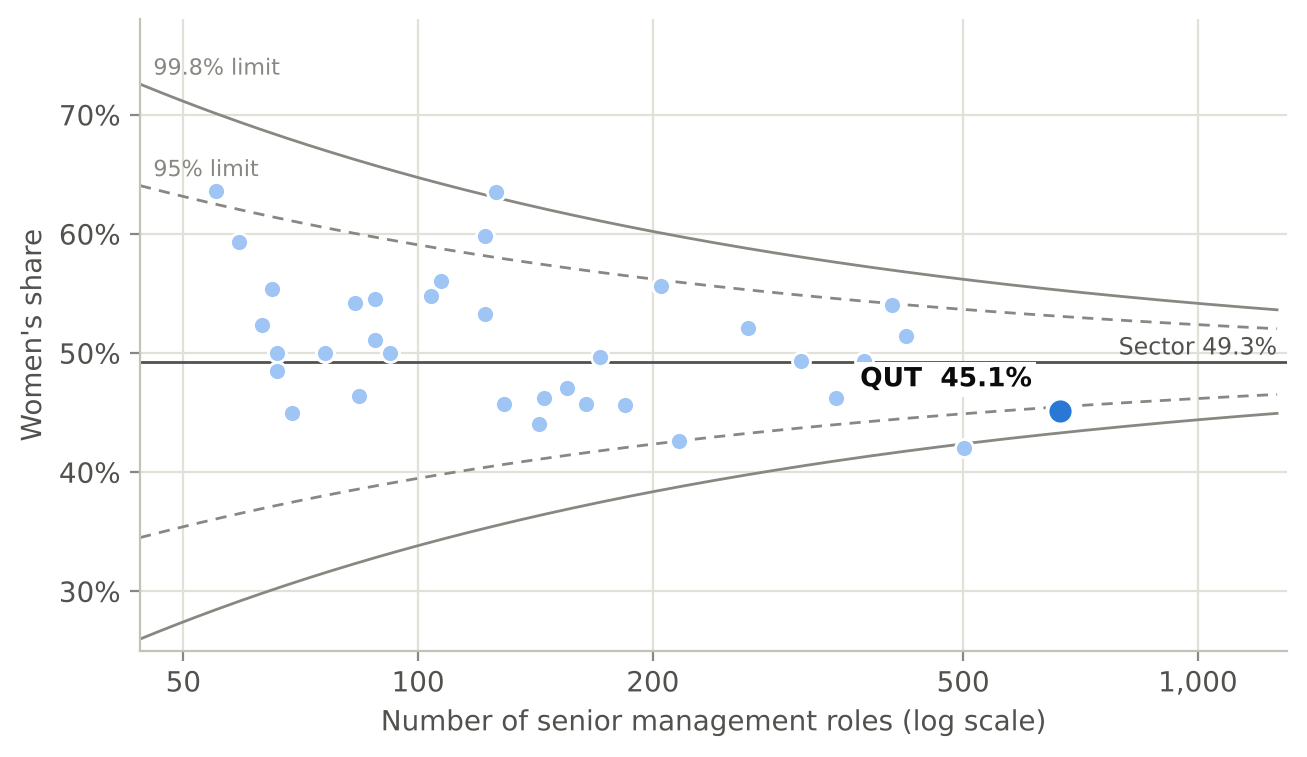 99.8% limit
70%
95% limit
60%
50%
Sector 49.3%
QUT 45.1%
40%
30%
Women's share
50
100
200
500
1,000
Number of senior management roles (log scale)